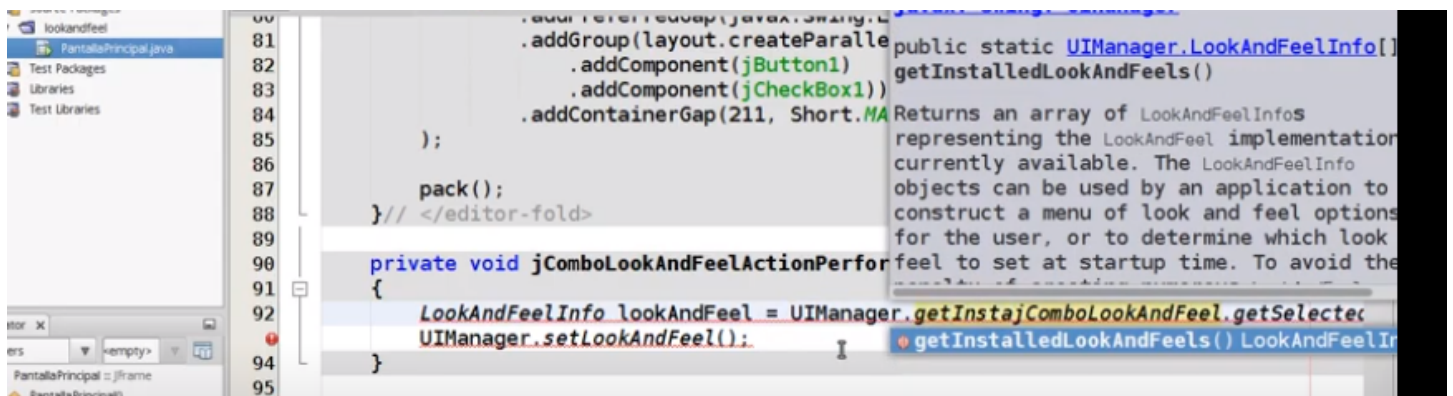 lookandfeel
PantallaPrincipal.java
Test Packages
Libraries
Test Libraries
ers
<empty>
PantallaPrincipal :: JFrame
81 .addGroup(layout.createParalle
82 .addComponent(jButton1)
83 .addComponent(jCheckBox1))
84 .addContainerGap(211, Short.MA
85 );
86
87 pack();
88 }// </editor-fold>
89
90 private void jComboLookAndFeelActionPerfor
91 {
92 LookAndFeelInfo lookAndFeel = UIManager.getInstajComboLookAndFeel.getSelected
UIManager.setLookAndFeel();
94 }
95
public static UIManager.LookAndFeelInfo[]
getInstalledLookAndFeels()
Returns an array of LookAndFeelInfos
representing the LookAndFeel implementation
currently available. The LookAndFeelInfo
objects can be used by an application to
construct a menu of look and feel options
for the user, or to determine which look
feel to set at startup time. To avoid the
getInstalledLookAndFeels() LookAndFeelIn